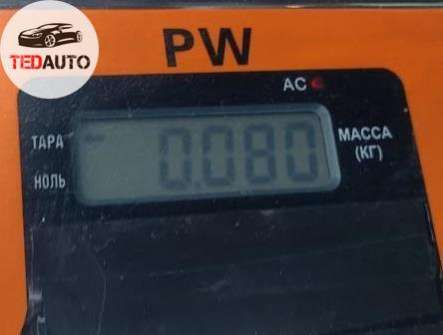 TEDAUTO
PW
AC
ТАРА
НОЛЬ
0.080
МАССА
(КГ)